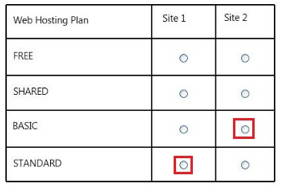 Web Hosting Plan Site 1 Site 2
FREE
SHARED
BASIC
STANDARD